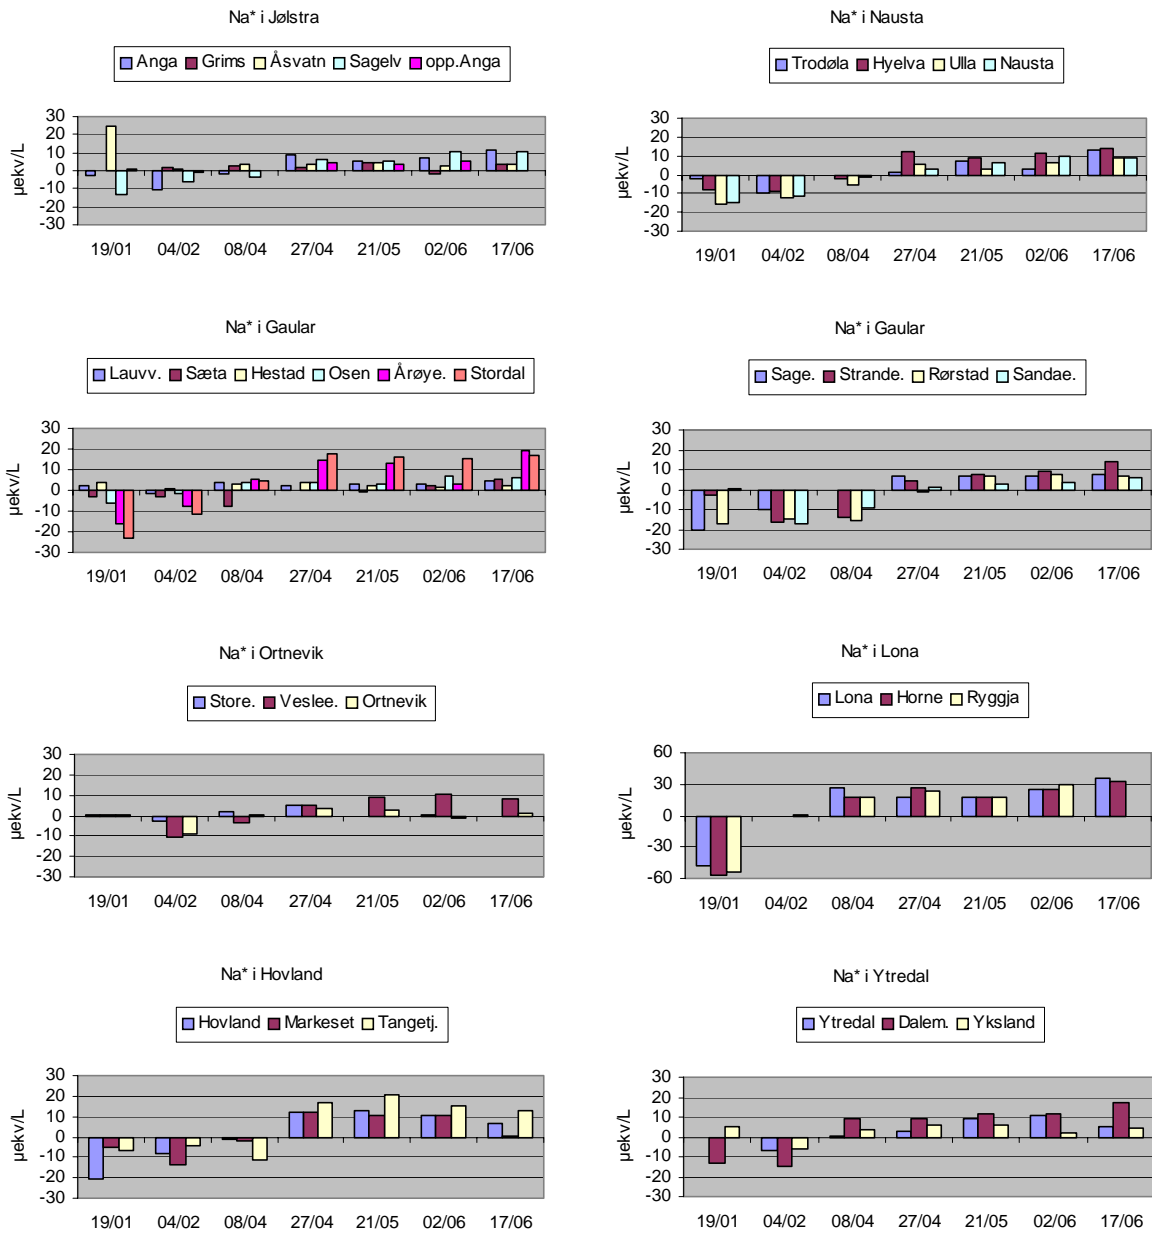 Na* i Jølstra
Anga Grims Åsvatn Sagelv opp.Anga
30
20
10
0
-10
-20
-30
µekv/L
19/01 04/02 08/04 27/04 21/05 02/06 17/06
Na* i Nausta
Trodøla Hyelva Ulla Nausta
30
20
10
0
-10
-20
-30
µekv/L
19/01 04/02 08/04 27/04 21/05 02/06 17/06
Na* i Gaular
Lauvv. Sæta Hestad Osen Årøye. Stordal
30
20
10
0
-10
-20
-30
µekv/L
19/01 04/02 08/04 27/04 21/05 02/06 17/06
Na* i Gaular
Sage. Strande. Rørstad Sandae.
30
20
10
0
-10
-20
-30
µekv/L
19/01 04/02 08/04 27/04 21/05 02/06 17/06
Na* i Ortnevik
Store. Veslee. Ortnevik
30
20
10
0
-10
-20
-30
µekv/L
19/01 04/02 08/04 27/04 21/05 02/06 17/06
Na* i Lona
Lona Horne Ryggja
60
30
0
-30
-60
µekv/L
19/01 04/02 08/04 27/04 21/05 02/06 17/06
Na* i Hovland
Hovland Markeset Tangetj.
30
20
10
0
-10
-20
-30
µekv/L
19/01 04/02 08/04 27/04 21/05 02/06 17/06
Na* i Ytredal
Ytredal Dalem. Yksland
30
20
10
0
-10
-20
-30
µekv/L
19/01 04/02 08/04 27/04 21/05 02/06 17/06